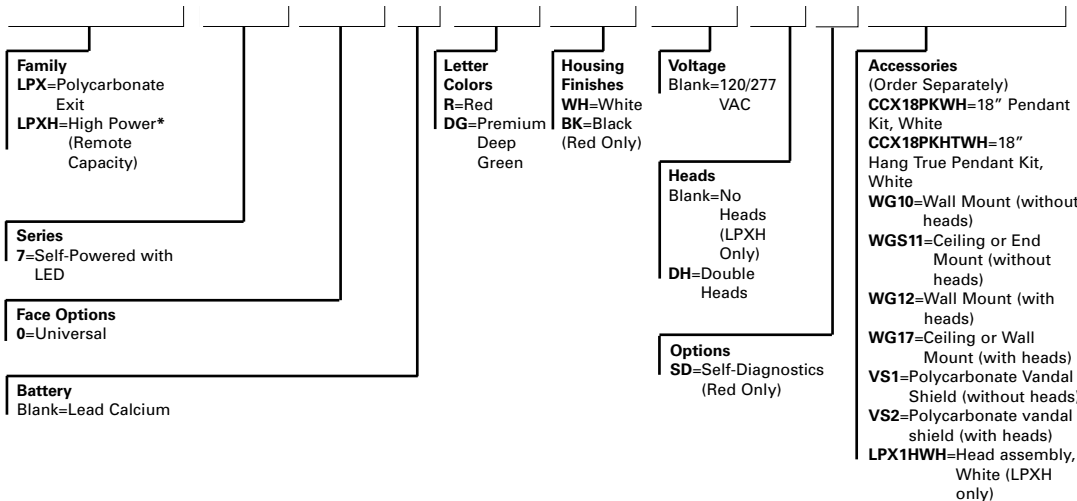 Family
LPX=Polycarbonate
Exit
LPXH=High Power*
(Remote
Capacity)
Series
7=Self-Powered with
LED
Face Options
0=Universal
Battery
Blank=Lead Calcium
Letter
Colors
R=Red
DG=Premium
Deep
Green
Housing
Finishes
WH=White
BK=Black
(Red Only)
Voltage
Blank=120/277
VAC
Heads
Blank=No
Heads
(LPXH
Only)
DH=Double
Heads
Options
SD=Self-Diagnostics
(Red Only)
Accessories
(Order Separately)
CCX18PKWH=18" Pendant
Kit, White
CCX18PKHTWH=18"
Hang True Pendant Kit,
White
WG10=Wall Mount (without
heads)
WGS11=Ceiling or End
Mount (without
heads)
WG12=Wall Mount (with
heads)
WG17=Ceiling or Wall
Mount (with heads)
VS1=Polycarbonate Vandal
Shield (without heads)
VS2=Polycarbonate vandal
shield (with heads)
LPX1HWH=Head assembly,
White (LPXH
only)